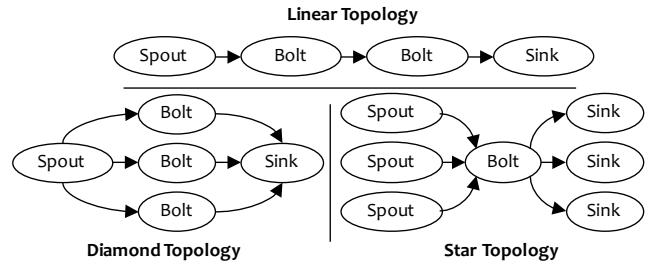 Linear Topology
Spout Bolt Bolt Sink
Bolt
Spout Bolt Sink
Bolt
Diamond Topology
Spout Sink
Spout Bolt Sink
Spout Sink
Star Topology